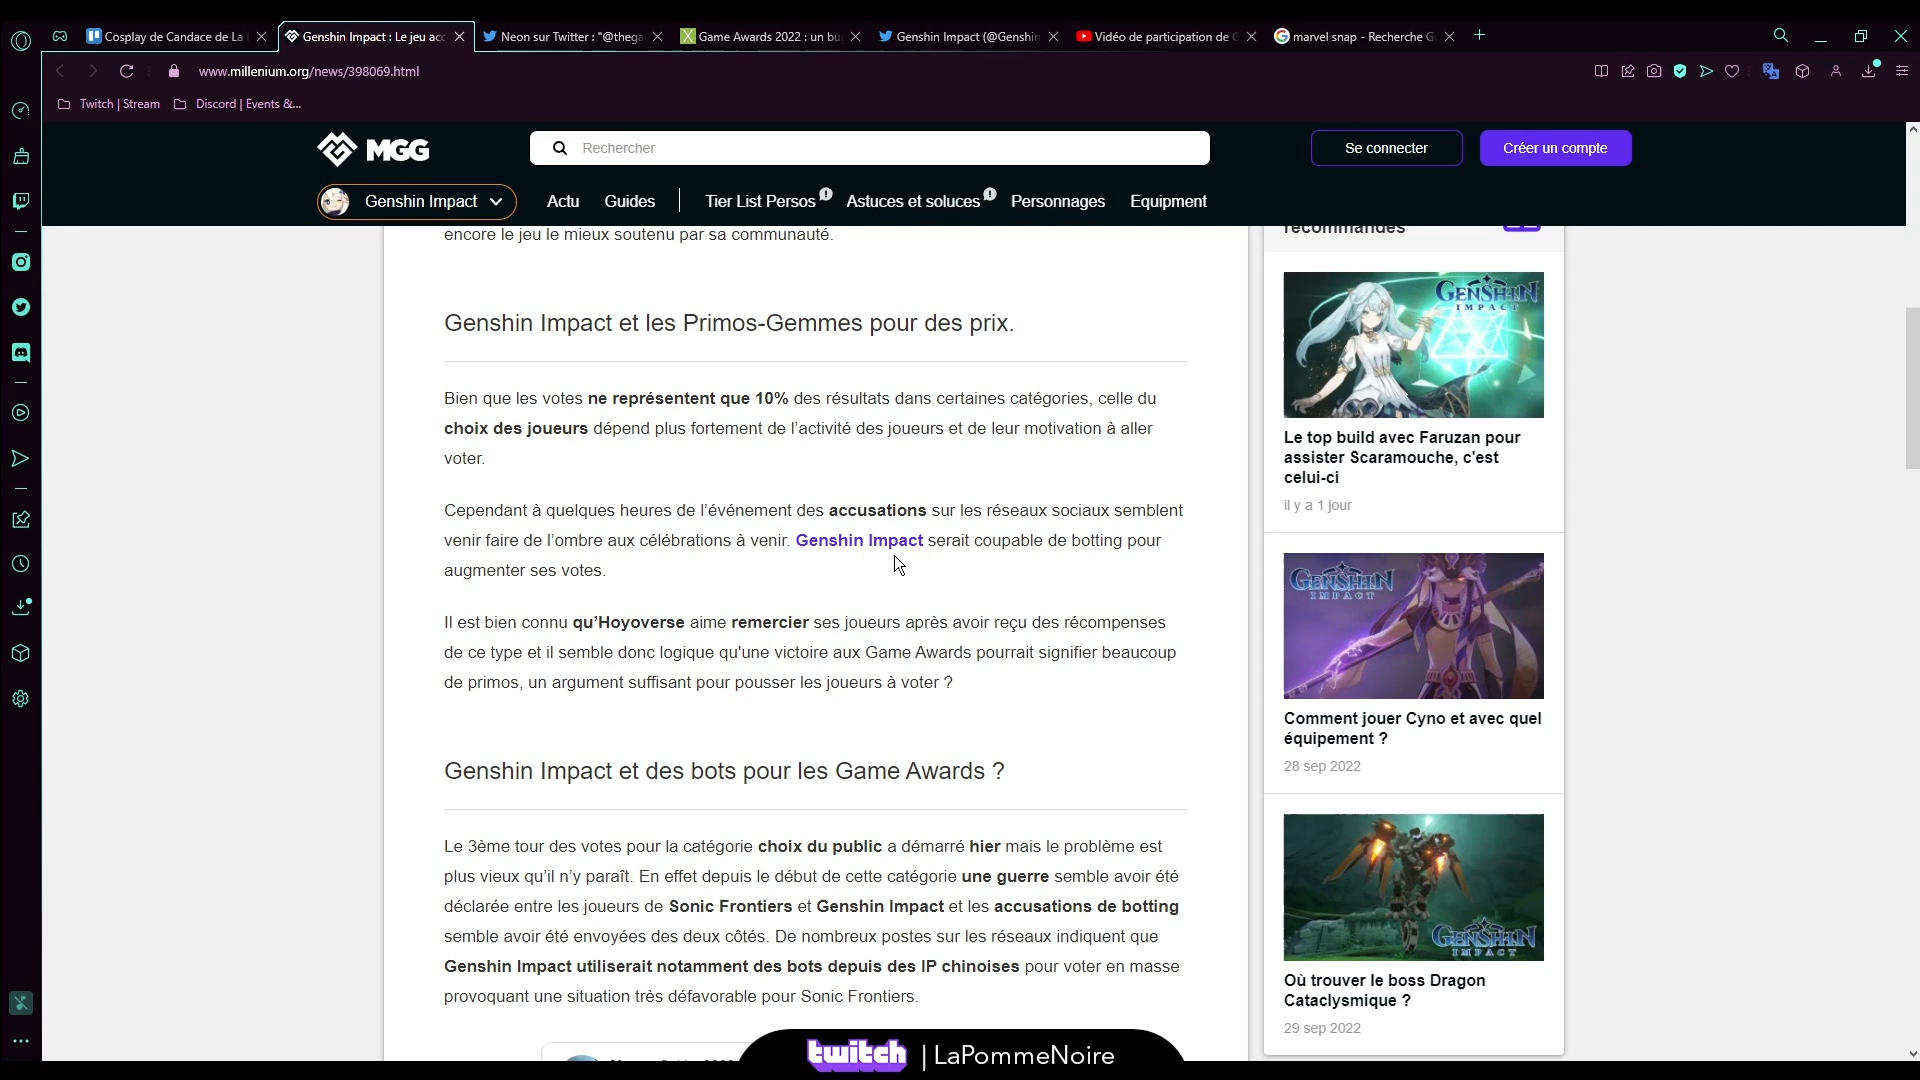 Cosplay de Candace de La
Genshin Impact : Le jeu acc
Neon sur Twitter : "@thega
Game Awards 2022 : un bu
Genshin Impact (@Genshin
Vidéo de participation de G
marvel snap - Recherche G
www.millenium.org/news/398069.html
Twitch | Stream
Discord | Events &...
MGG
Rechercher
Se connecter
Créer un compte
Genshin Impact
Actu
Guides
Tier List Persos
Astuces et soluces
Personnages
Equipment
encore le jeu le mieux soutenu par sa communauté.
Genshin Impact et les Primos-Gemmes pour des prix.
Bien que les votes ne représentent que 10% des résultats dans certaines catégories, celle du
choix des joueurs dépend plus fortement de l'activité des joueurs et de leur motivation à aller
voter.
Cependant à quelques heures de l'événement des accusations sur les réseaux sociaux semblent
venir faire de l'ombre aux célébrations à venir. Genshin Impact serait coupable de botting pour
augmenter ses votes.
Il est bien connu qu'Hoyoverse aime remercier ses joueurs après avoir reçu des récompenses
de ce type et il semble donc logique qu'une victoire aux Game Awards pourrait signifier beaucoup
de primos, un argument suffisant pour pousser les joueurs à voter ?
Genshin Impact et des bots pour les Game Awards ?
Le 3ème tour des votes pour la catégorie choix du public a démarré hier mais le problème est
plus vieux qu'il n'y paraît. En effet depuis le début de cette catégorie une guerre semble avoir été
déclarée entre les joueurs de Sonic Frontiers et Genshin Impact et les accusations de botting
semble avoir été envoyées des deux côtés. De nombreux postes sur les réseaux indiquent que
Genshin Impact utiliserait notamment des bots depuis des IP chinoises pour voter en masse
provoquant une situation très défavorable pour Sonic Frontiers.
recommandés
GENSHIN
IMPACT
Le top build avec Faruzan pour
assister Scaramouche, c'est
celui-ci
il y a 1 jour
GENSHIN
IMPACT
Comment jouer Cyno et avec quel
équipement ?
28 sep 2022
GENSHIN
IMPACT
Où trouver le boss Dragon
Cataclysmique ?
29 sep 2022
twitch | LaPommeNoire